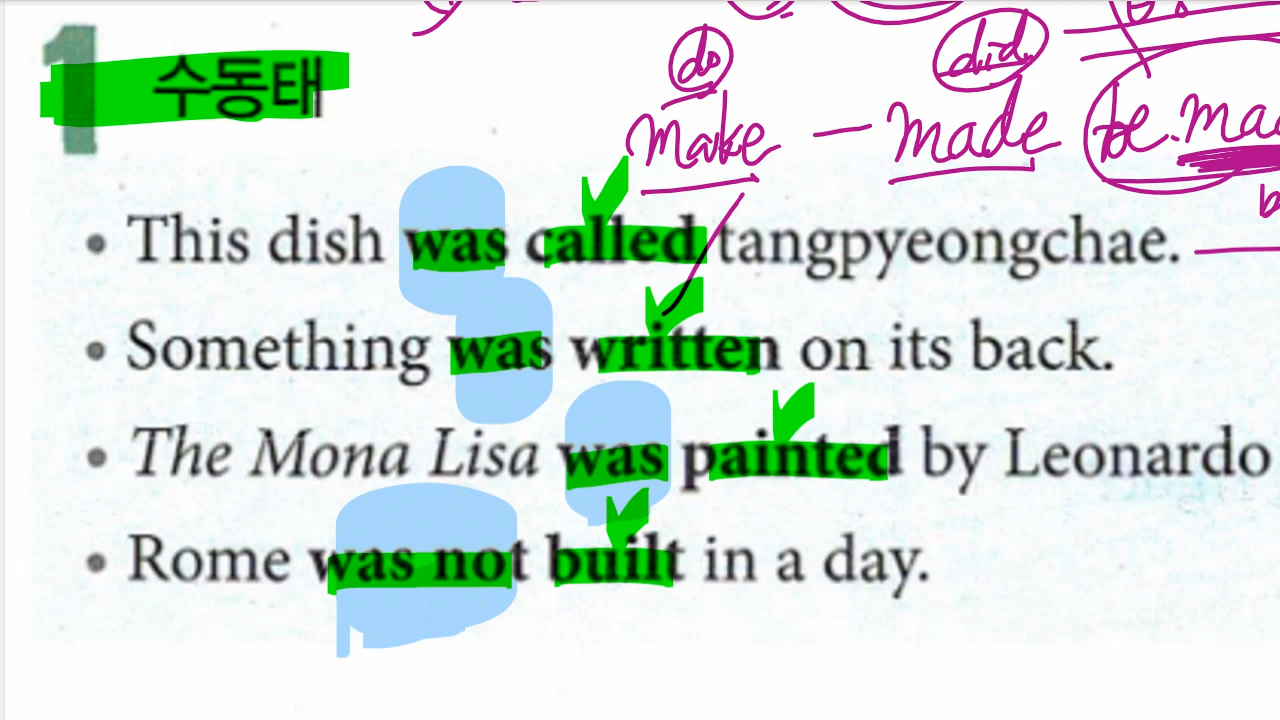 1 수동태
do did
make — made be
• This dish was called tangpyeongchae.
• Something was written on its back.
• The Mona Lisa was painted by Leonardo
• Rome was not built in a day.